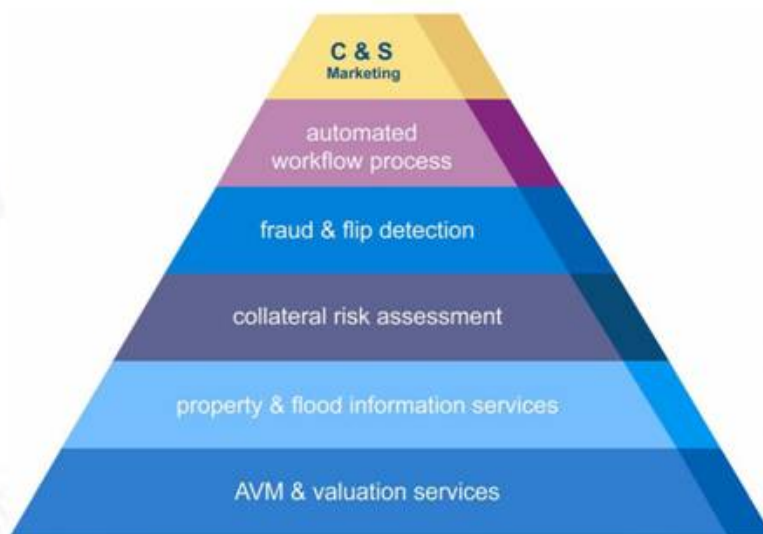 C & S
Marketing
automated
workflow process
fraud & flip detection
collateral risk assessment
property & flood information services
AVM & valuation services